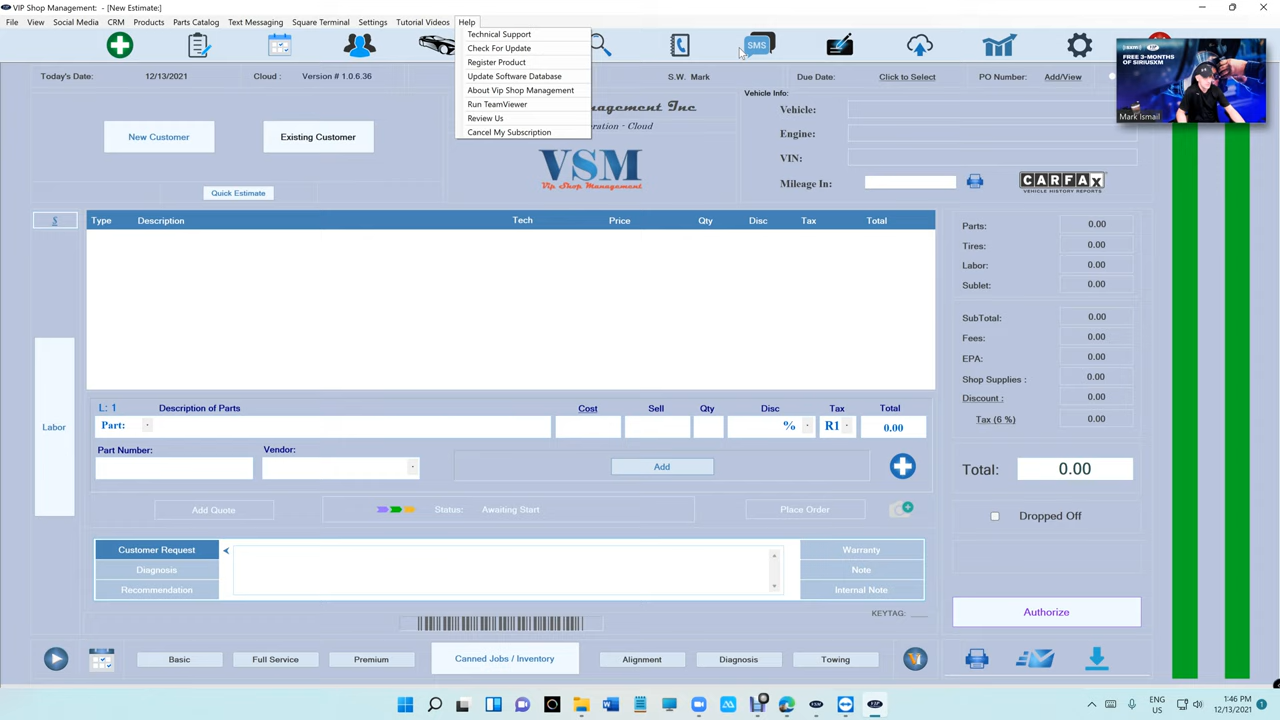 VIP Shop Management: - [New Estimate:]
File View Social Media CRM Products Parts Catalog Text Messaging Square Terminal Settings Tutorial Videos Help
Technical Support
Check For Update
Register Product
Update Software Database
About Vip Shop Management
Run TeamViewer
Review Us
Cancel My Subscription
SMS
FREE 3-MONTHS
OF SIRIUSXM
Mark Ismail
Today's Date: 12/13/2021 Cloud : Version # 1.0.6.36 S.W. Mark Due Date: Click to Select PO Number: Add/View
Vehicle Info:
Vehicle:
Engine:
VIN:
Mileage In:
CARFAX
VEHICLE HISTORY REPORTS
New Customer Existing Customer
Quick Estimate
Management Inc
- Cloud
VSM
Vip Shop Management
$ Type Description Tech Price Qty Disc Tax Total
Parts: 0.00
Tires: 0.00
Labor: 0.00
Sublet: 0.00
SubTotal: 0.00
Fees: 0.00
EPA: 0.00
Shop Supplies : 0.00
Discount : 0.00
Tax (6 %) 0.00
Total: 0.00
Dropped Off
Authorize
Labor
L: 1 Description of Parts Cost Sell Qty Disc Tax Total
Part: % R1 0.00
Part Number: Vendor:
Add
Add Quote Status: Awaiting Start Place Order
Customer Request
Diagnosis
Recommendation
Warranty
Note
Internal Note
KEYTAG:
Basic Full Service Premium Canned Jobs / Inventory Alignment Diagnosis Towing
ENG
US
1:46 PM
12/13/2021